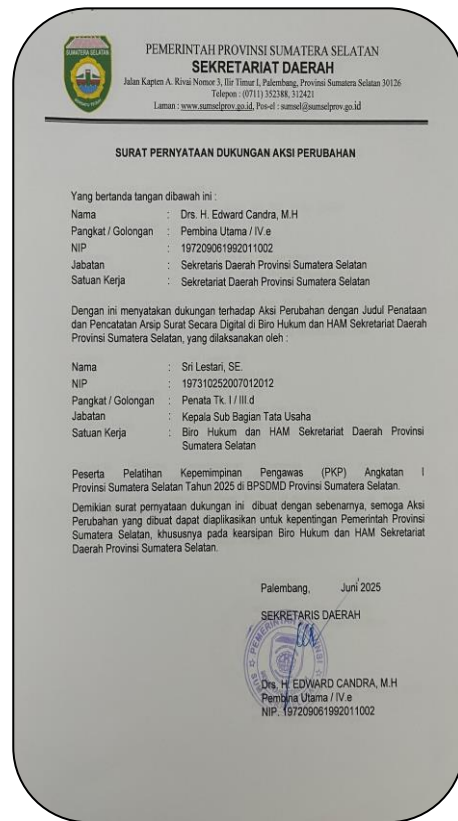 SUMATERA SELATAN
PEMERINTAH PROVINSI SUMATERA SELATAN
SEKRETARIAT DAERAH
Jalan Kapten A. Rivai Nomor 3, Ilir Timur I, Palembang, Provinsi Sumatera Selatan 30126
Telepon : (0711) 352388, 312421
Laman : www.sumselprov.go.id, Pos-el : sumsel@sumselprov.go.id
SURAT PERNYATAAN DUKUNGAN AKSI PERUBAHAN
Yang bertanda tangan dibawah ini :
Nama : Drs. H. Edward Candra, M.H
Pangkat / Golongan : Pembina Utama / IV.e
NIP : 197209061992011002
Jabatan : Sekretaris Daerah Provinsi Sumatera Selatan
Satuan Kerja : Sekretariat Daerah Provinsi Sumatera Selatan
Dengan ini menyatakan dukungan terhadap Aksi Perubahan dengan Judul Penataan
dan Pencatatan Arsip Surat Secara Digital di Biro Hukum dan HAM Sekretariat Daerah
Provinsi Sumatera Selatan, yang dilaksanakan oleh :
Nama : Sri Lestari, SE.
NIP : 197310252007012012
Pangkat / Golongan : Penata Tk. I / III.d
Jabatan : Kepala Sub Bagian Tata Usaha
Satuan Kerja : Biro Hukum dan HAM Sekretariat Daerah Provinsi
Sumatera Selatan
Peserta Pelatihan Kepemimpinan Pengawas (PKP) Angkatan I
Provinsi Sumatera Selatan Tahun 2025 di BPSDMD Provinsi Sumatera Selatan.
Demikian surat pernyataan dukungan ini dibuat dengan sebenarnya, semoga Aksi
Perubahan yang dibuat dapat diaplikasikan untuk kepentingan Pemerintah Provinsi
Sumatera Selatan, khususnya pada kearsipan Biro Hukum dan HAM Sekretariat
Daerah Provinsi Sumatera Selatan.
Palembang, Juni 2025
SEKRETARIS DAERAH
Drs. H. EDWARD CANDRA, M.H
Pembina Utama / IV.e
NIP. 197209061992011002